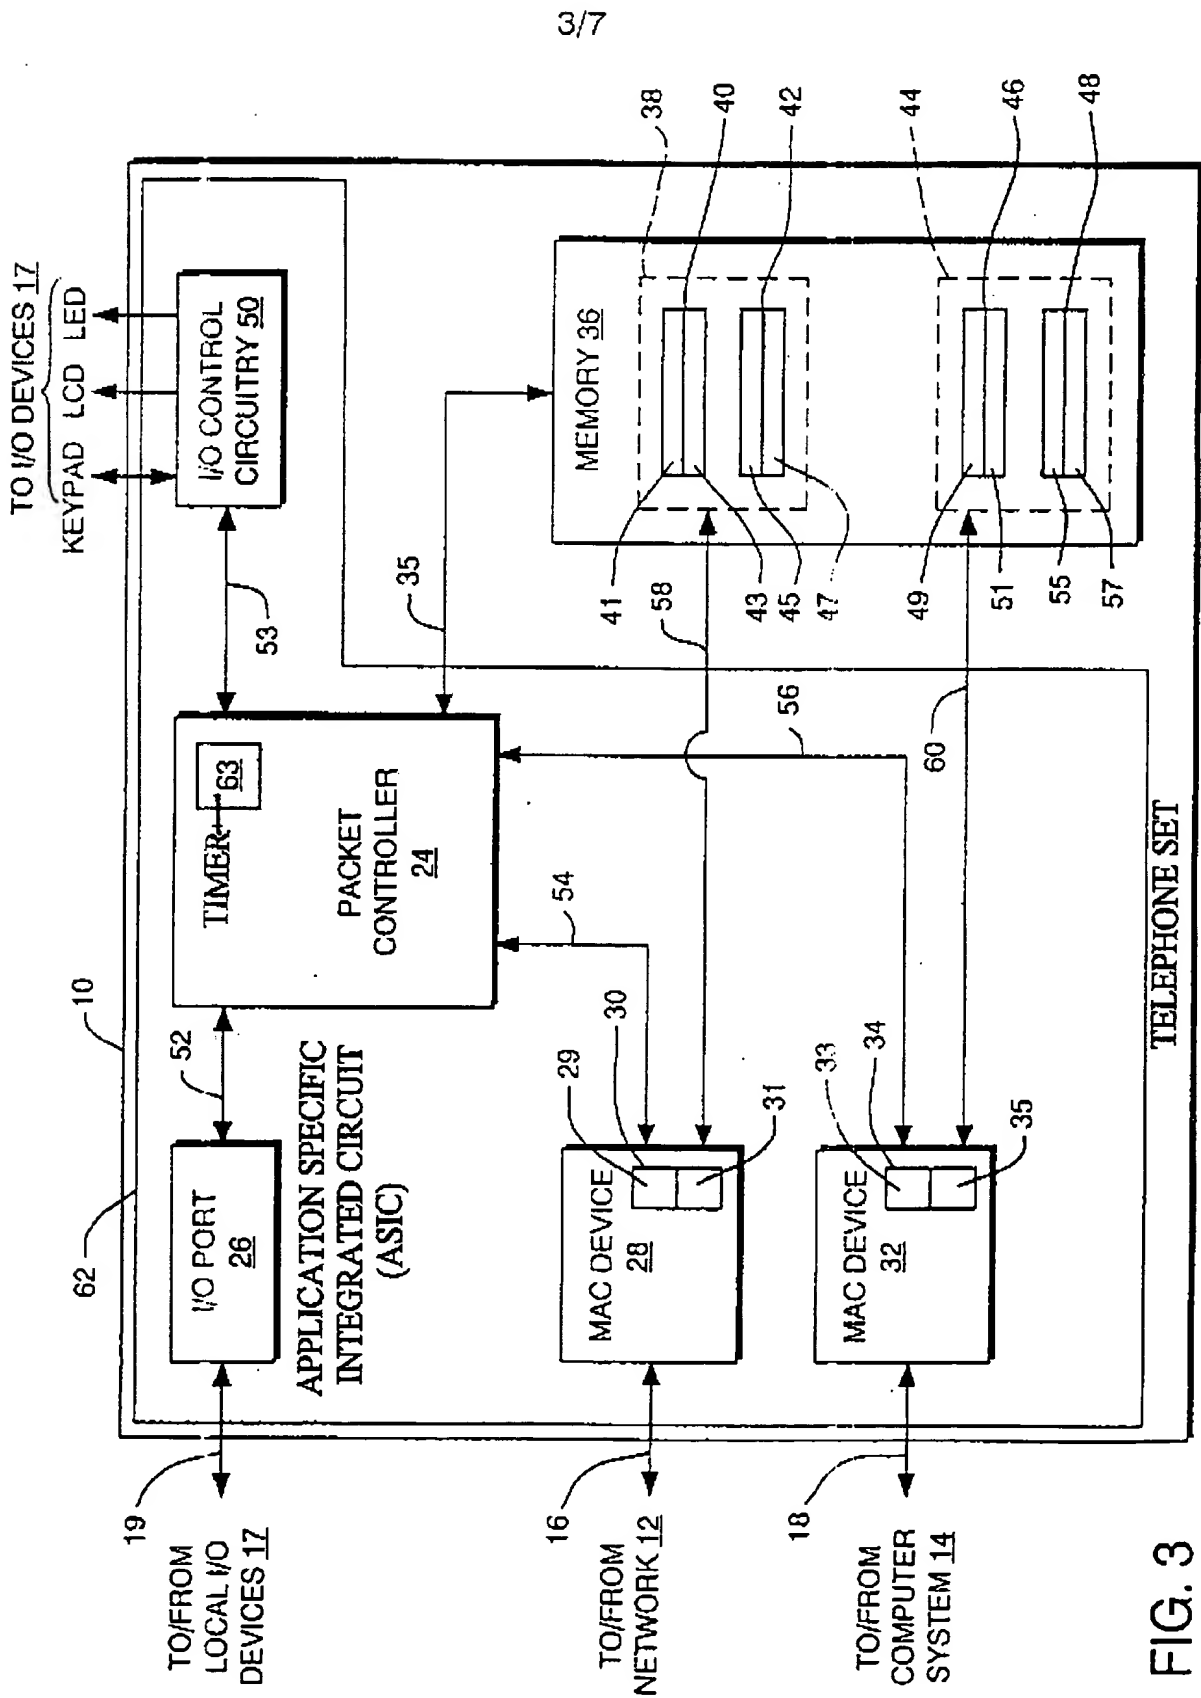 3/7
TO I/O DEVICES 17
KEYPAD LCD LED
I/O CONTROL
CIRCUITRY 50
53
35
MEMORY 36
38
40
42
44
46
48
41
58
43
45
47
49
51
55
57
62
10
52
I/O PORT
26
19
TO/FROM
LOCAL I/O
DEVICES 17
APPLICATION SPECIFIC
INTEGRATED CIRCUIT
(ASIC)
TIMER 63
PACKET
CONTROLLER
24
54
56
60
30
29
31
MAC DEVICE
28
16
TO/FROM
NETWORK 12
34
33
35
MAC DEVICE
32
18
TO/FROM
COMPUTER
SYSTEM 14
TELEPHONE SET
FIG. 3